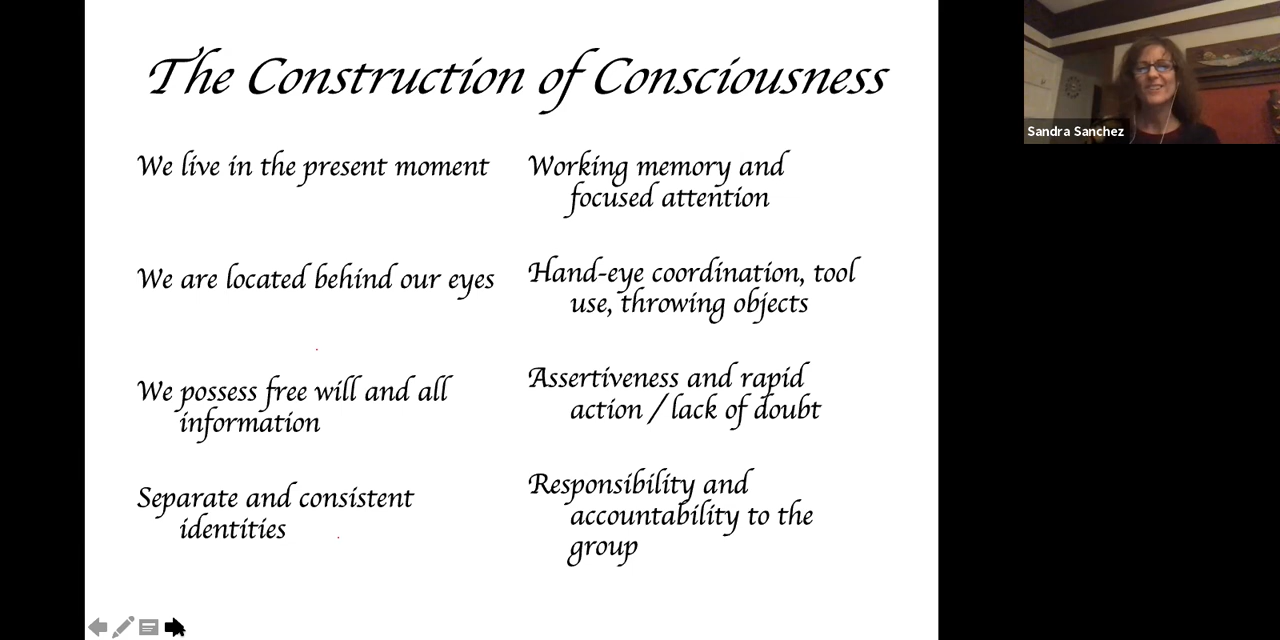 The Construction of Consciousness
We live in the present moment
Working memory and
focused attention
We are located behind our eyes
Hand-eye coordination, tool
use, throwing objects
We possess free will and all
information
Assertiveness and rapid
action / lack of doubt
Separate and consistent
identities
Responsibility and
accountability to the
group
Sandra Sanchez